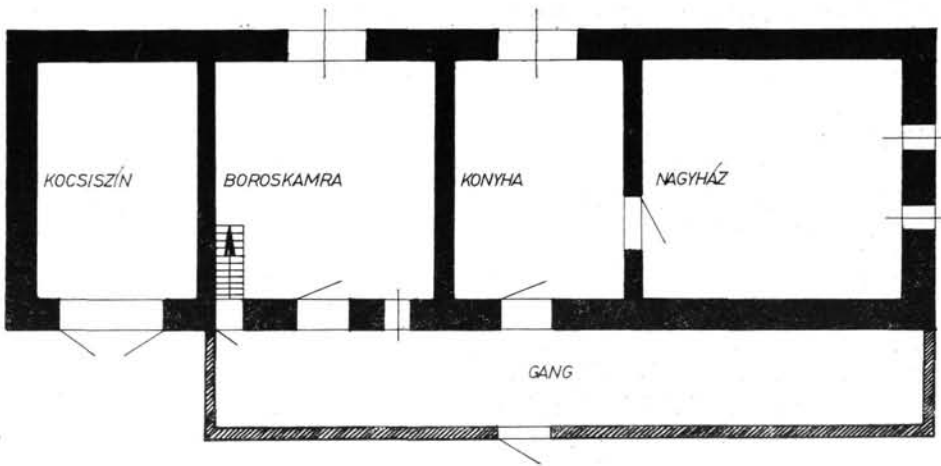 KOCSISZÍN
BOROSKAMRA
KONYHA
NAGYHÁZ
GANG